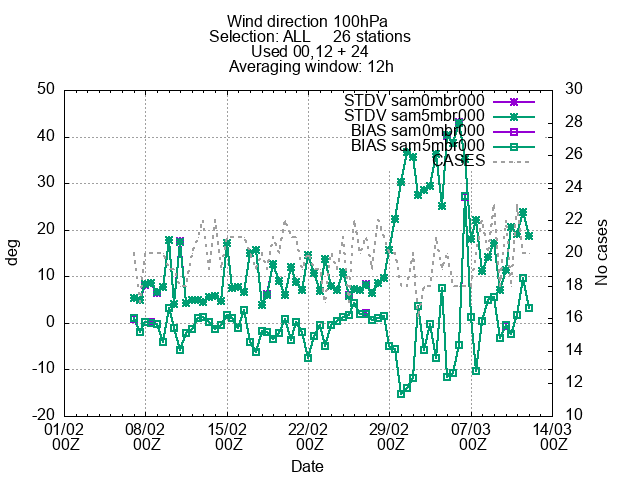 Wind direction 100hPa
Selection: ALL 26 stations
Used 00,12 + 24
Averaging window: 12h
STDV sam0mbr000
STDV sam5mbr000
BIAS sam0mbr000
BIAS sam5mbr000
CASES
50
40
30
20
10
0
-10
-20
deg
30
28
26
24
22
20
18
16
14
12
10
No cases
01/02 08/02 15/02 22/02 29/02 07/03 14/03
00Z 00Z 00Z 00Z 00Z 00Z 00Z
Date